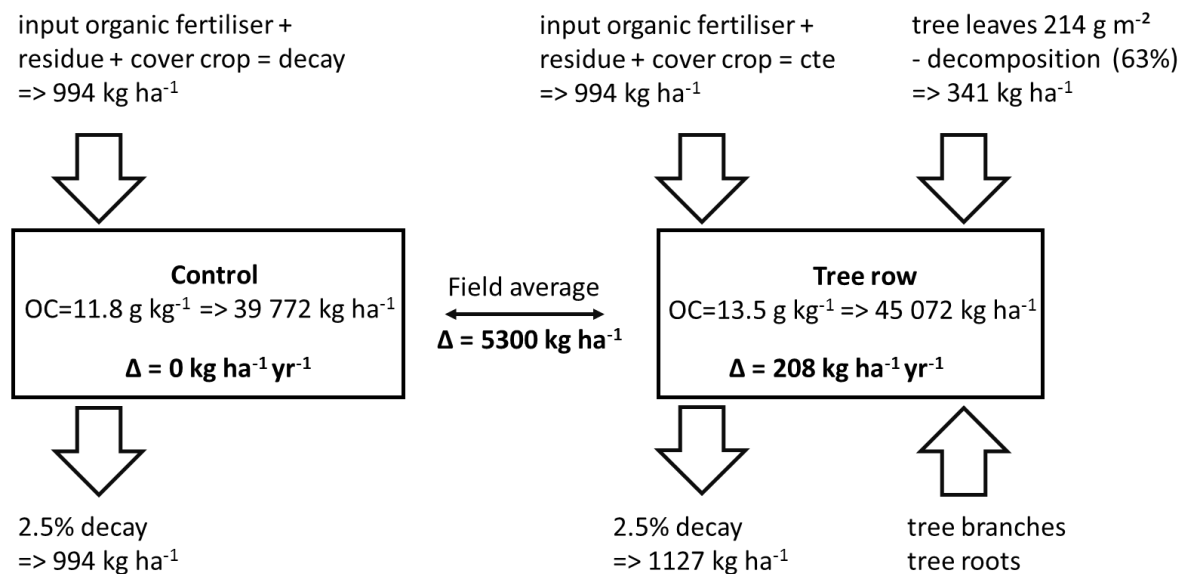 input organic fertiliser +
residue + cover crop = decay
=> 994 kg ha⁻¹
input organic fertiliser +
residue + cover crop = cte
=> 994 kg ha⁻¹
tree leaves 214 g m⁻²
- decomposition (63%)
=> 341 kg ha⁻¹
Control
OC=11.8 g kg⁻¹ => 39 772 kg ha⁻¹
Δ = 0 kg ha⁻¹ yr⁻¹
Field average
Δ = 5300 kg ha⁻¹
Tree row
OC=13.5 g kg⁻¹ => 45 072 kg ha⁻¹
Δ = 208 kg ha⁻¹ yr⁻¹
2.5% decay
=> 994 kg ha⁻¹
2.5% decay
=> 1127 kg ha⁻¹
tree branches
tree roots